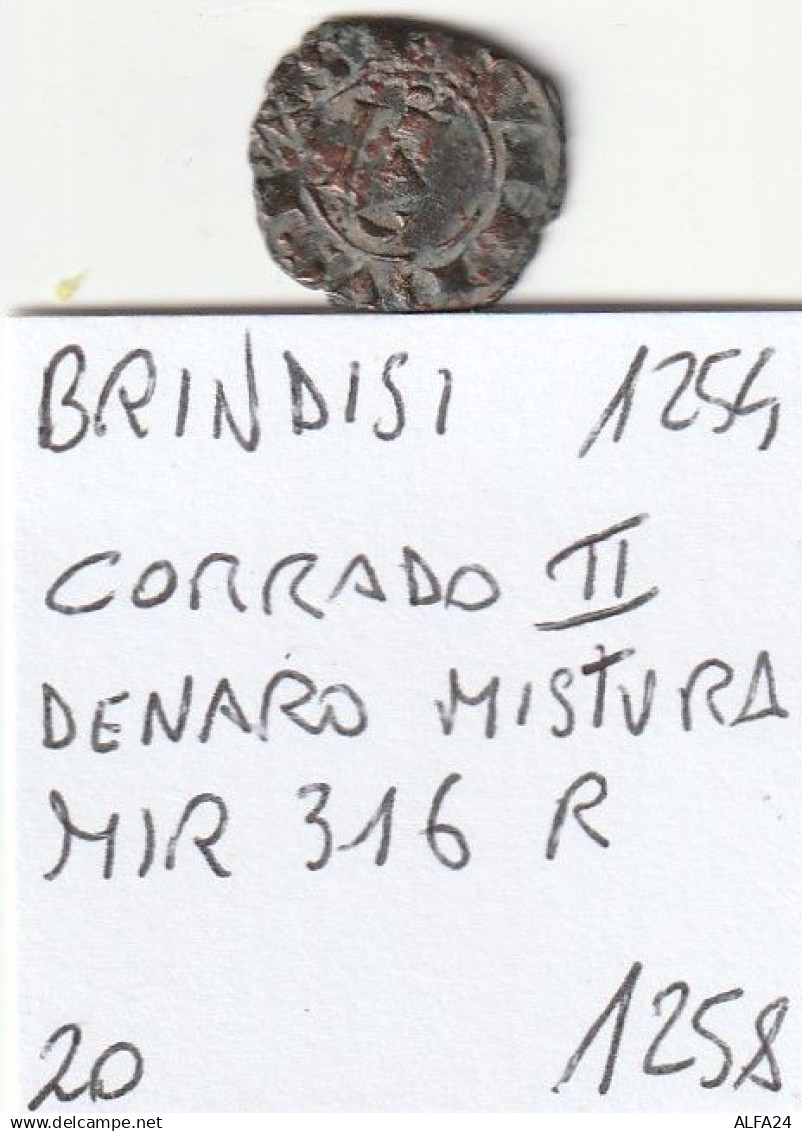 BRINDISI 1254
CORRADO II
DENARO MISTURA
MIR 316 R
20 1258
www.delcampe.net ALFA24